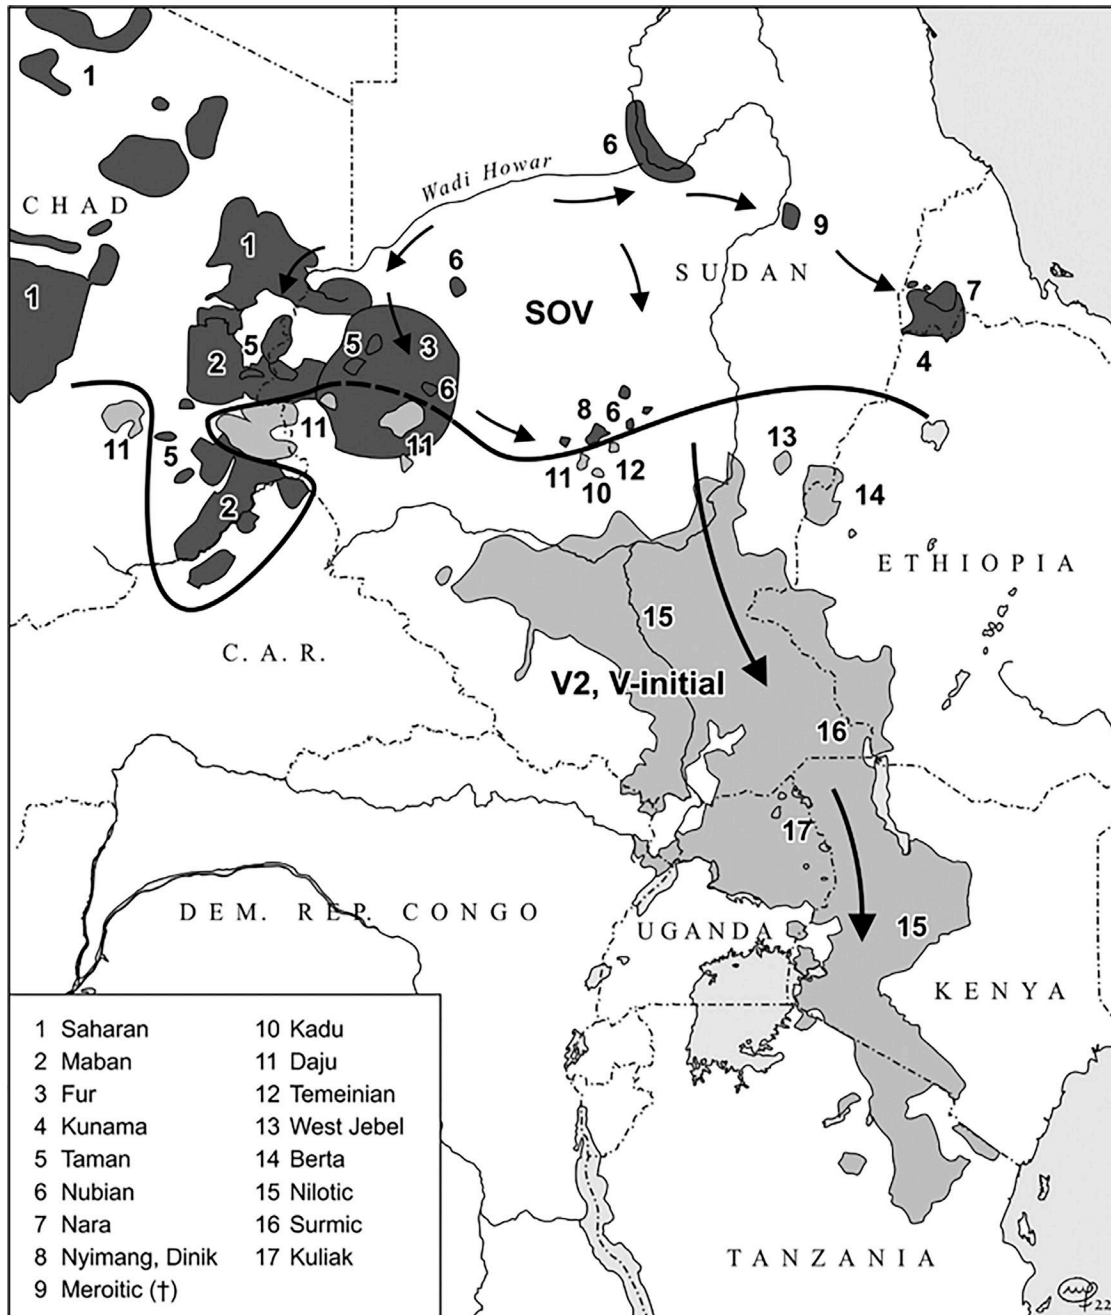 1
6
Wadi Howar
CHAD
1
9
6
SUDAN
1
7
SOV
5
2
5
3
4
6
8
6
11
11
11
5
11
12
10
13
2
14
ETHIOPIA
15
C. A. R.
V2, V-initial
16
17
DEM. REP. CONGO
UGANDA
15
KENYA
TANZANIA
1 Saharan
2 Maban
3 Fur
4 Kunama
5 Taman
6 Nubian
7 Nara
8 Nyimang, Dinik
9 Meroitic (†)
10 Kadu
11 Daju
12 Temeinian
13 West Jebel
14 Berta
15 Nilotic
16 Surmic
17 Kuliak
22